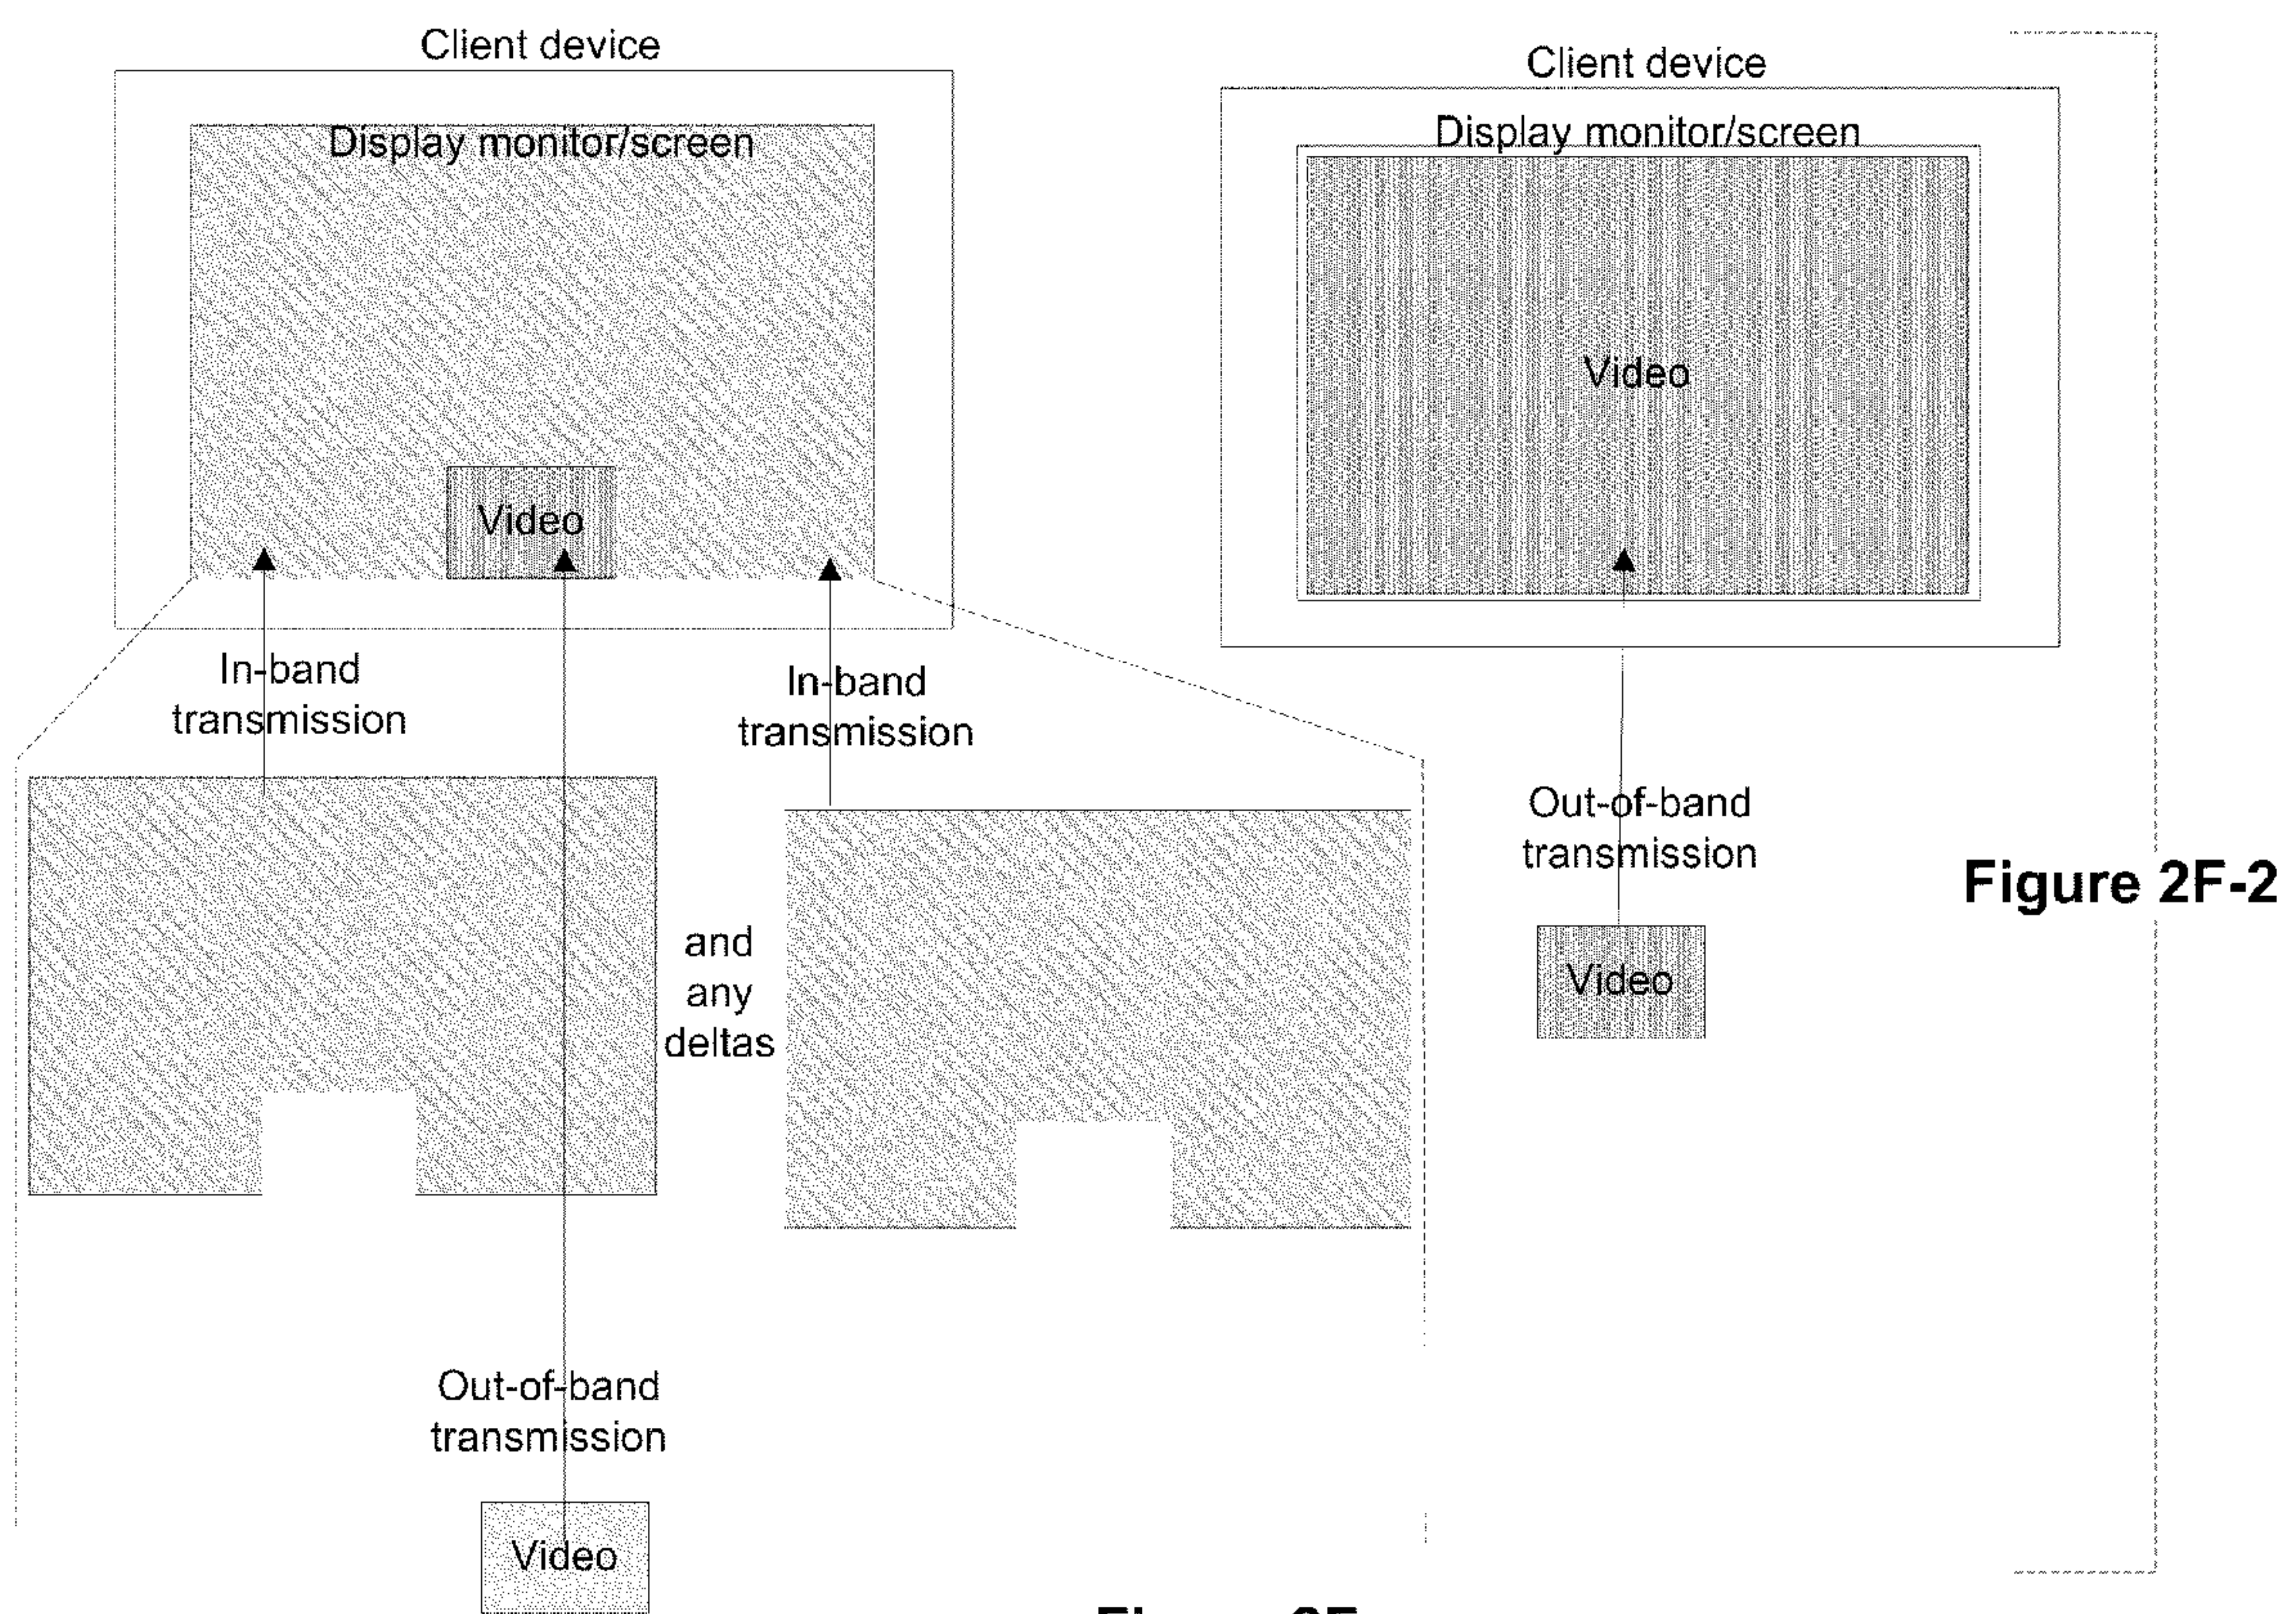 Client device
Display monitor/screen
Video
In-band
transmission
In-band
transmission
and
any
deltas
Out-of-band
transmission
Video
Client device
Display monitor/screen
Video
Out-of-band
transmission
Video
Figure 2F-2